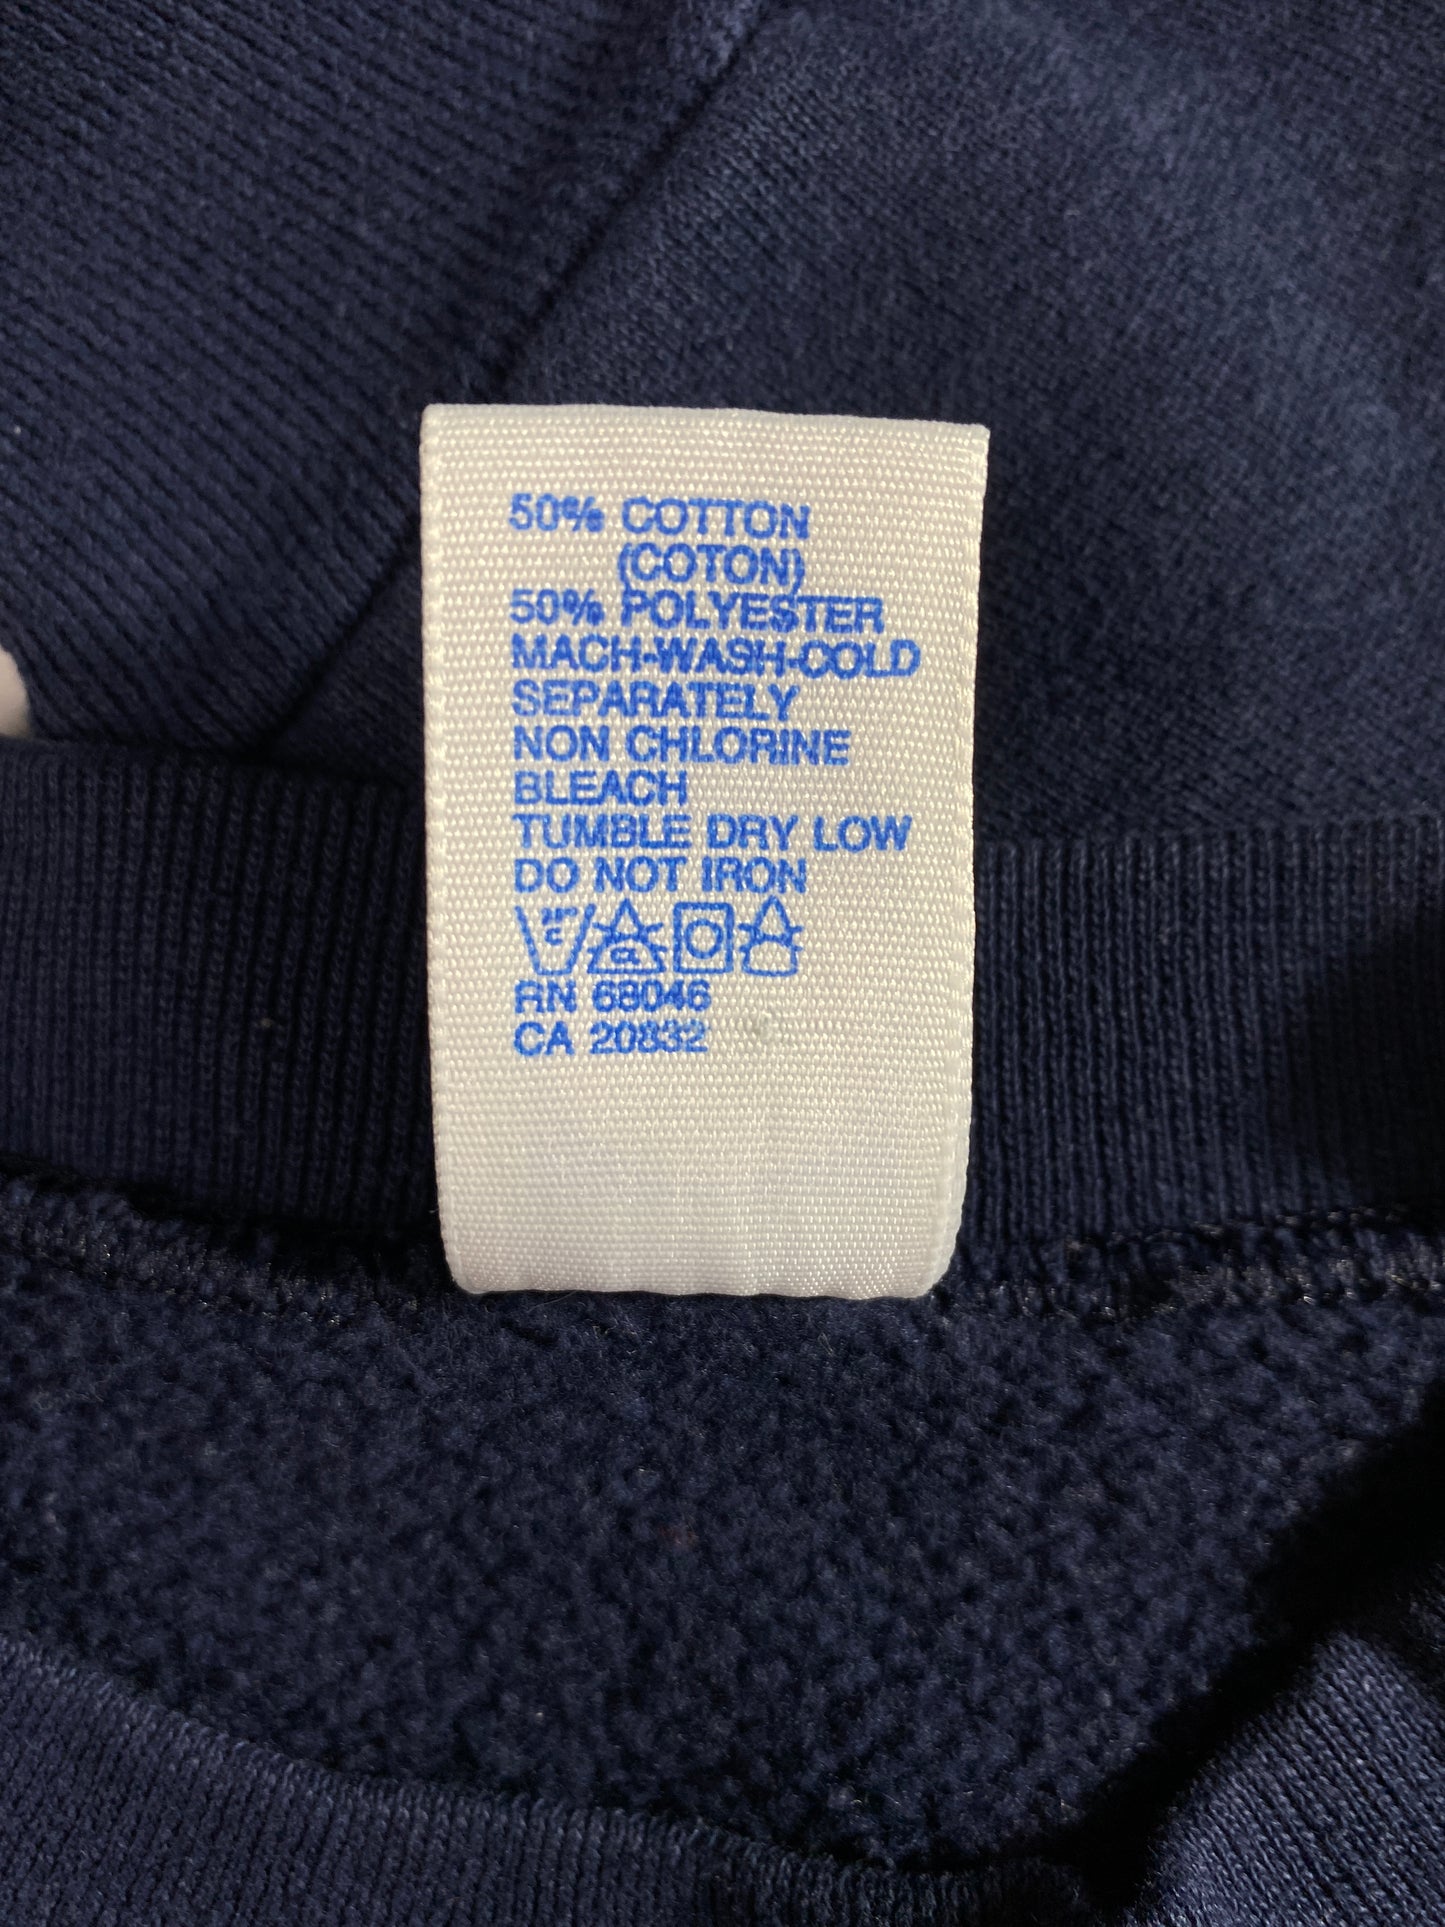 50% COTTON
(COTON)
50% POLYESTER
MACH-WASH-COLD
SEPARATELY
NON CHLORINE
BLEACH
TUMBLE DRY LOW
DO NOT IRON
C CL
RN 68046
CA 20832